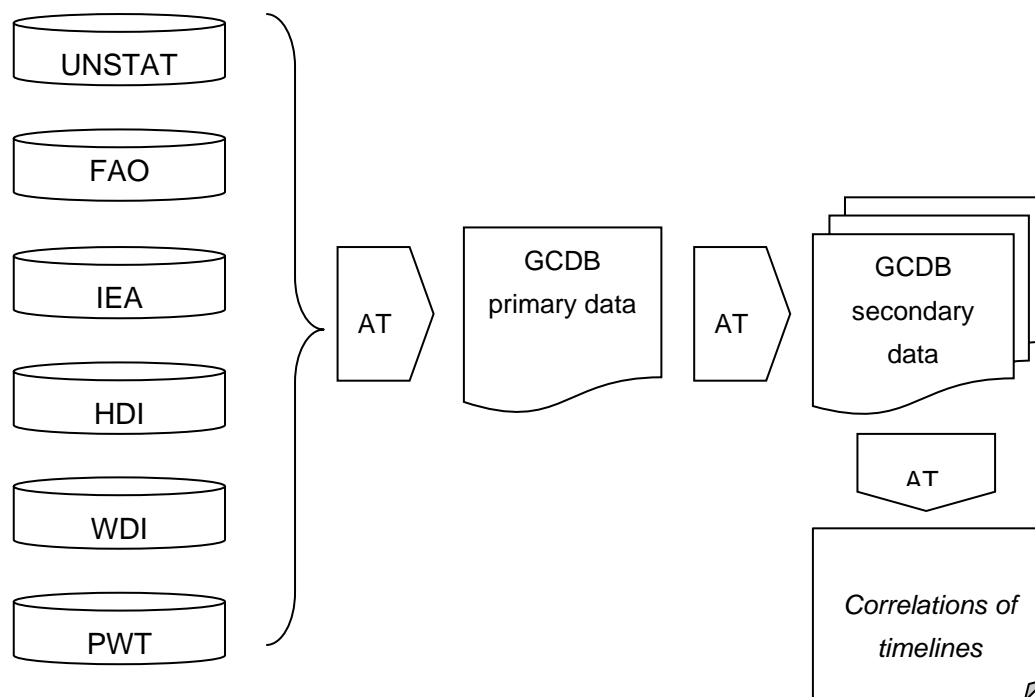 UNSTAT
FAO
IEA
HDI
WDI
PWT
AT
GCDB
primary data
AT
GCDB
secondary
data
AT
Correlations of
timelines